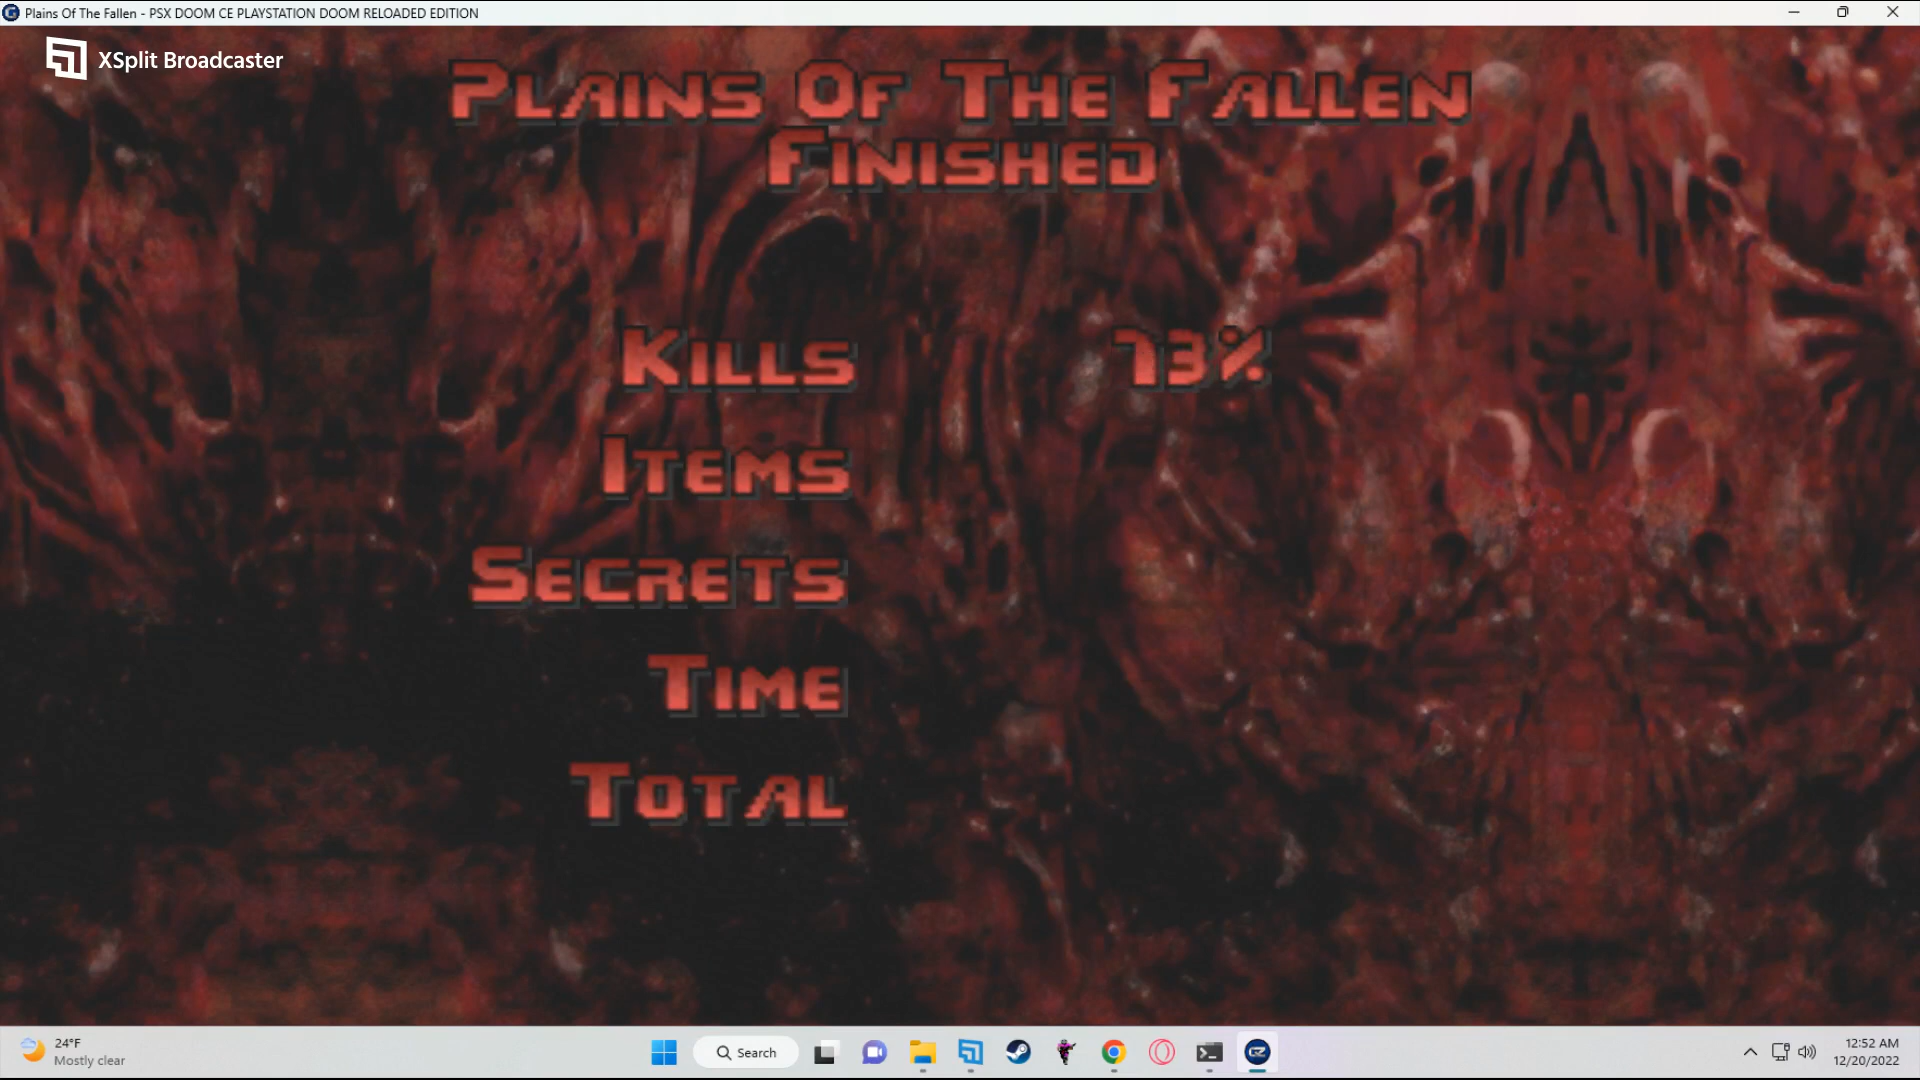 Plains Of The Fallen - PSX DOOM CE PLAYSTATION DOOM RELOADED EDITION
XSplit Broadcaster
PLAINS OF THE FALLEN
FINISHED
KILLS 73%
ITEMS
SECRETS
TIME
TOTAL
24°F
Mostly clear
Search
12:52 AM
12/20/2022